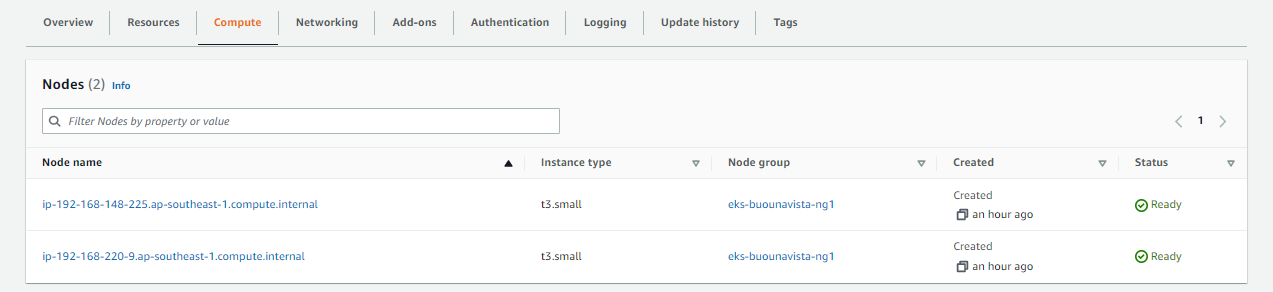 Overview Resources Compute Networking Add-ons Authentication Logging Update history Tags
Nodes (2) Info
Filter Nodes by property or value
1
Node name Instance type Node group Created Status
ip-192-168-148-225.ap-southeast-1.compute.internal t3.small eks-buounavista-ng1 Created an hour ago Ready
ip-192-168-220-9.ap-southeast-1.compute.internal t3.small eks-buounavista-ng1 Created an hour ago Ready